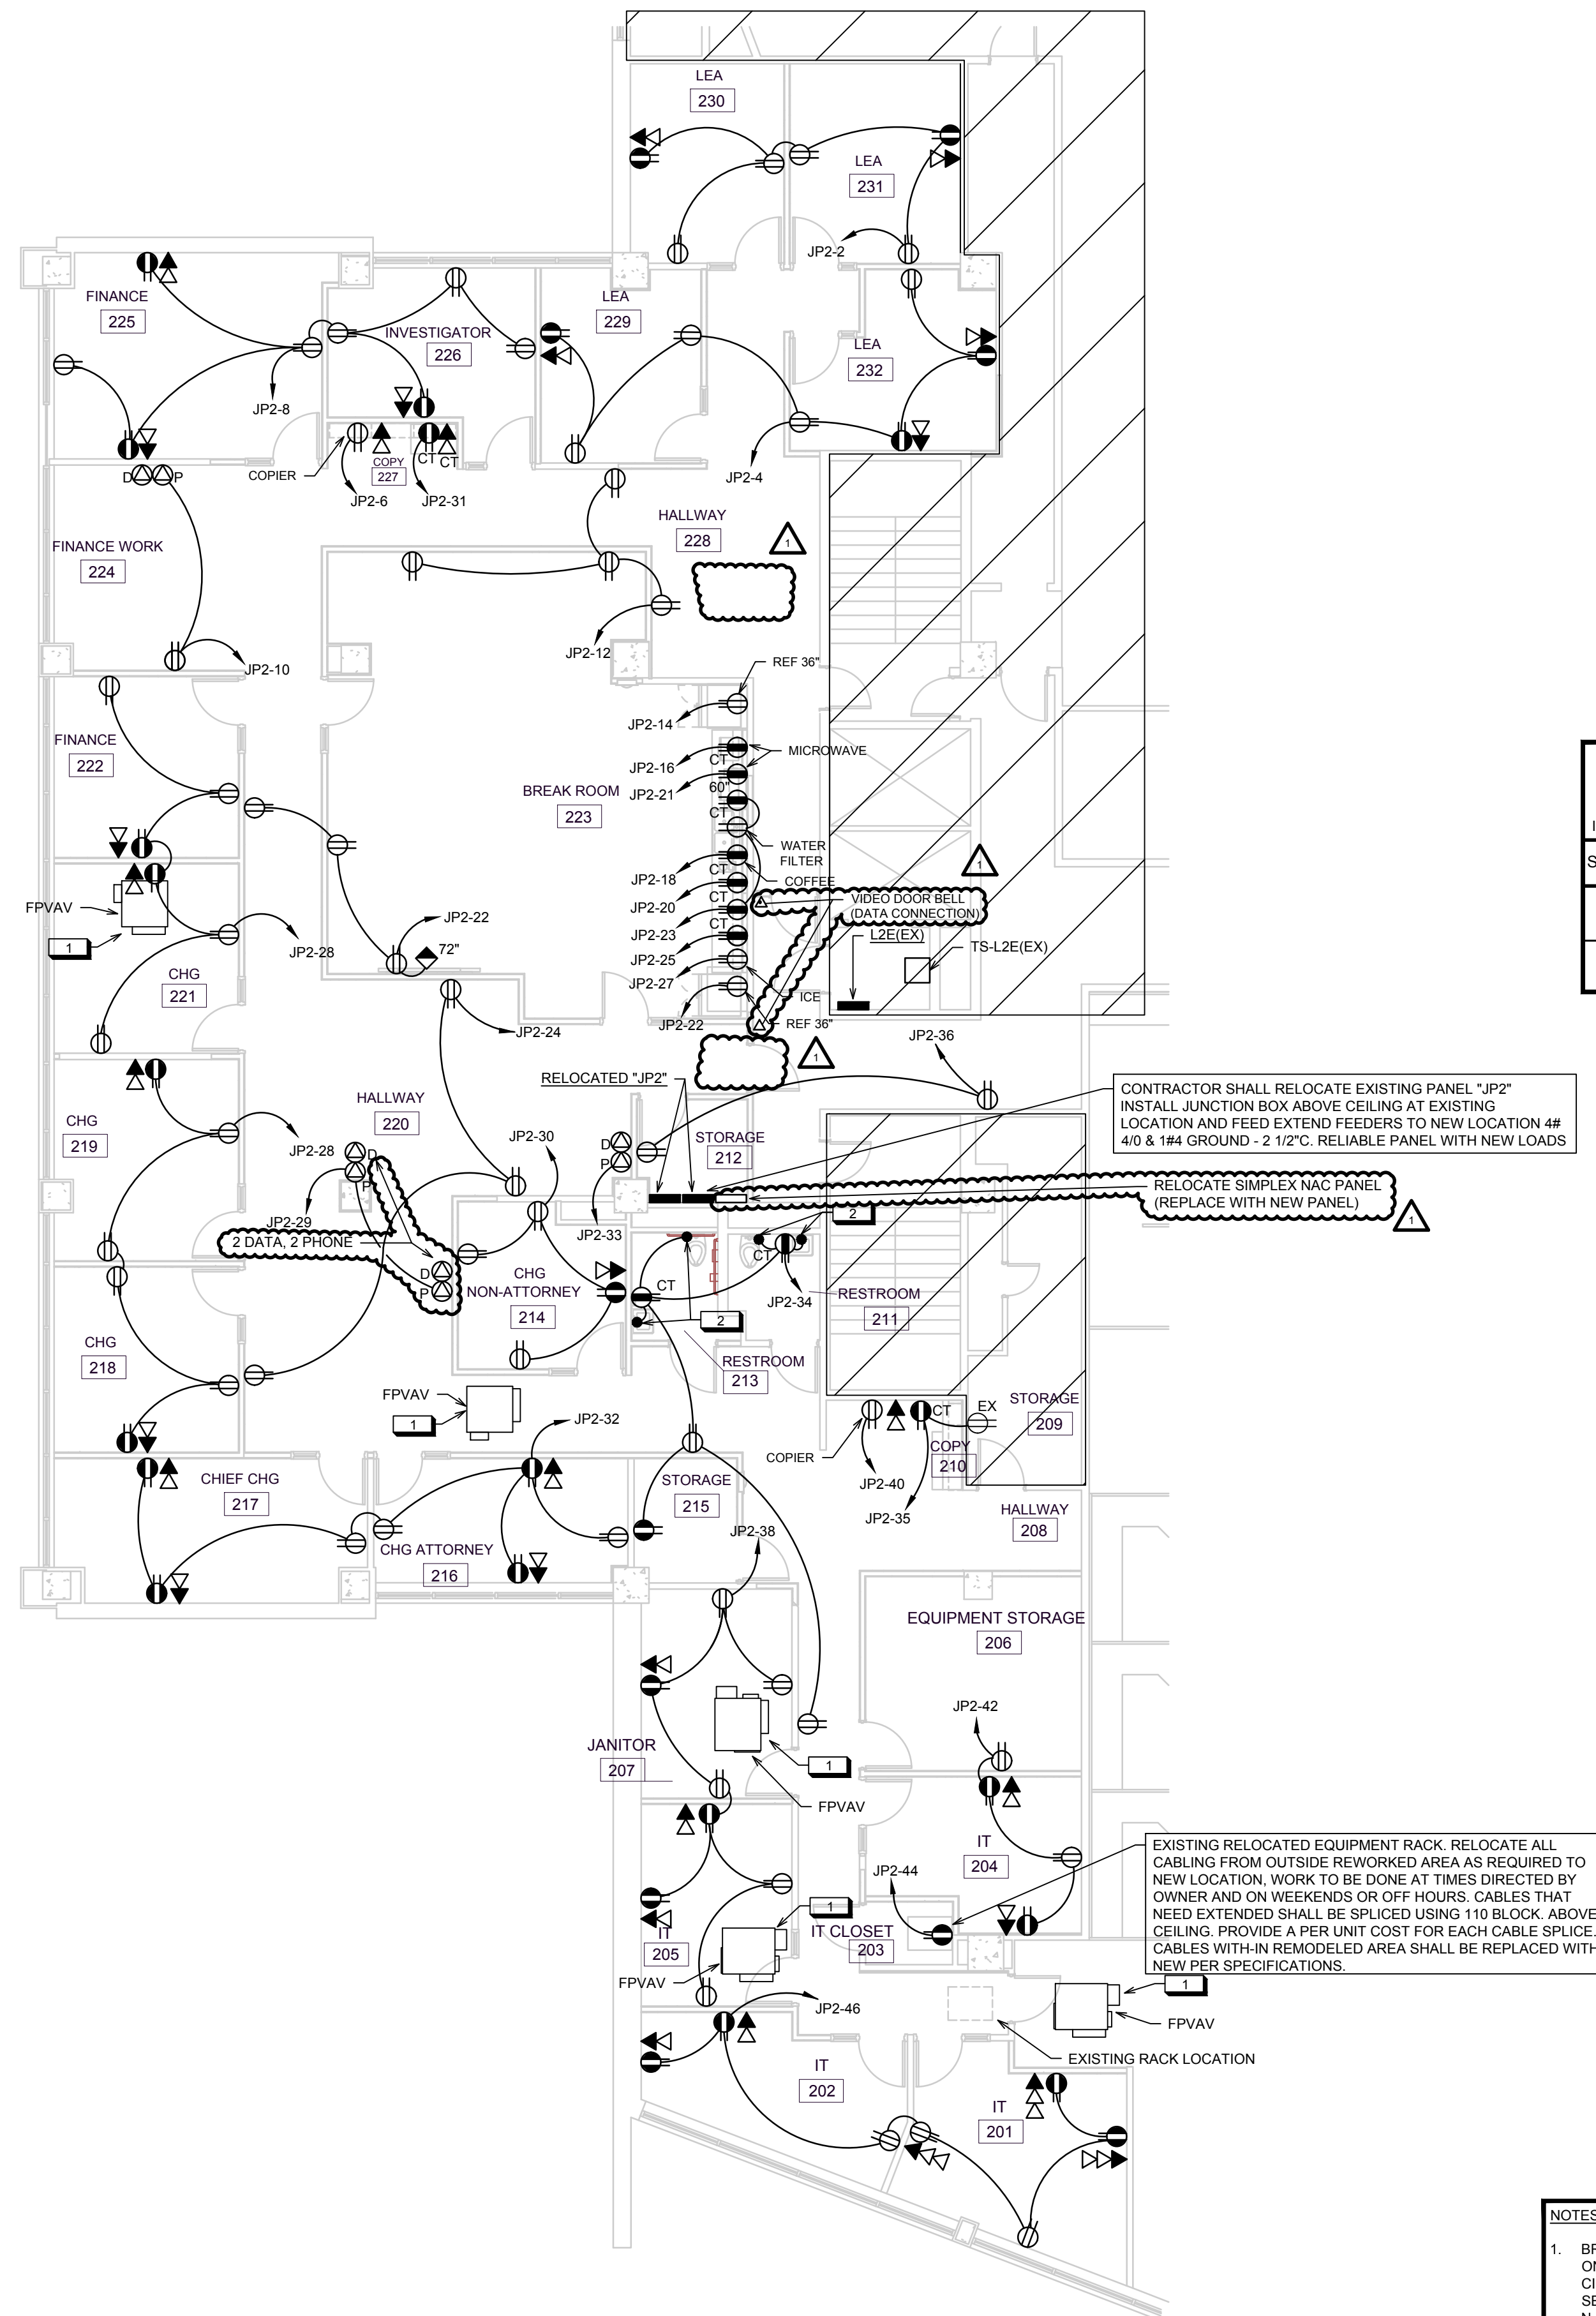 LEA
230
LEA
231
JP2-2
FINANCE
225
INVESTIGATOR
226
LEA
229
LEA
232
JP2-8
COPIER
COPY
227
CT
CT
JP2-6
JP2-31
JP2-4
D
P
HALLWAY
228
1
FINANCE WORK
224
JP2-10
JP2-12
REF 36"
JP2-14
FINANCE
222
MICROWAVE
JP2-16
CT
BREAK ROOM
223
JP2-21
60"
CT
WATER
FILTER
JP2-18
COFFEE
CT
1
JP2-20
CT
VIDEO DOOR BELL
(DATA CONNECTION)
FPVAV
1
JP2-22
JP2-23
CT
L2E(EX)
TS-L2E(EX)
72"
JP2-28
JP2-25
CHG
221
JP2-27
ICE
JP2-24
JP2-22
REF 36"
JP2-36
1
RELOCATED "JP2"
CONTRACTOR SHALL RELOCATE EXISTING PANEL "JP2"
INSTALL JUNCTION BOX ABOVE CEILING AT EXISTING
LOCATION AND FEED EXTEND FEEDERS TO NEW LOCATION 4#
4/0 & 1#4 GROUND - 2 1/2"C. RELIABLE PANEL WITH NEW LOADS
CHG
219
HALLWAY
220
JP2-30
D
P
STORAGE
212
JP2-28
D
P
RELOCATE SIMPLEX NAC PANEL
(REPLACE WITH NEW PANEL)
1
JP2-29
2 DATA, 2 PHONE
JP2-33
2
CT
D
P
CHG
NON-ATTORNEY
214
CT
JP2-34
RESTROOM
211
2
CHG
218
RESTROOM
213
FPVAV
1
JP2-32
CT
EX
STORAGE
209
COPIER
COPY
210
JP2-40
CHIEF CHG
217
STORAGE
215
JP2-35
HALLWAY
208
JP2-38
CHG ATTORNEY
216
EQUIPMENT STORAGE
206
JP2-42
JANITOR
207
1
FPVAV
IT
204
JP2-44
EXISTING RELOCATED EQUIPMENT RACK. RELOCATE ALL
CABLING FROM OUTSIDE REWORKED AREA AS REQUIRED TO
NEW LOCATION, WORK TO BE DONE AT TIMES DIRECTED BY
OWNER AND ON WEEKENDS OR OFF HOURS. CABLES THAT
NEED EXTENDED SHALL BE SPLICED USING 110 BLOCK. ABOVE
CEILING. PROVIDE A PER UNIT COST FOR EACH CABLE SPLICE.
CABLES WITH-IN REMODELED AREA SHALL BE REPLACED WITH
NEW PER SPECIFICATIONS.
1
IT
205
IT CLOSET
203
FPVAV
1
JP2-46
FPVAV
EXISTING RACK LOCATION
IT
202
IT
201
NOTES
1.